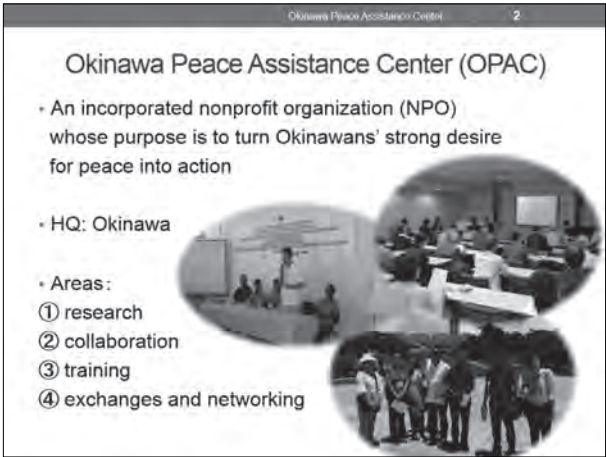 Okinawa Peace Assistance Center 2
Okinawa Peace Assistance Center (OPAC)
• An incorporated nonprofit organization (NPO)
whose purpose is to turn Okinawans' strong desire
for peace into action
• HQ: Okinawa
• Areas:
① research
② collaboration
③ training
④ exchanges and networking